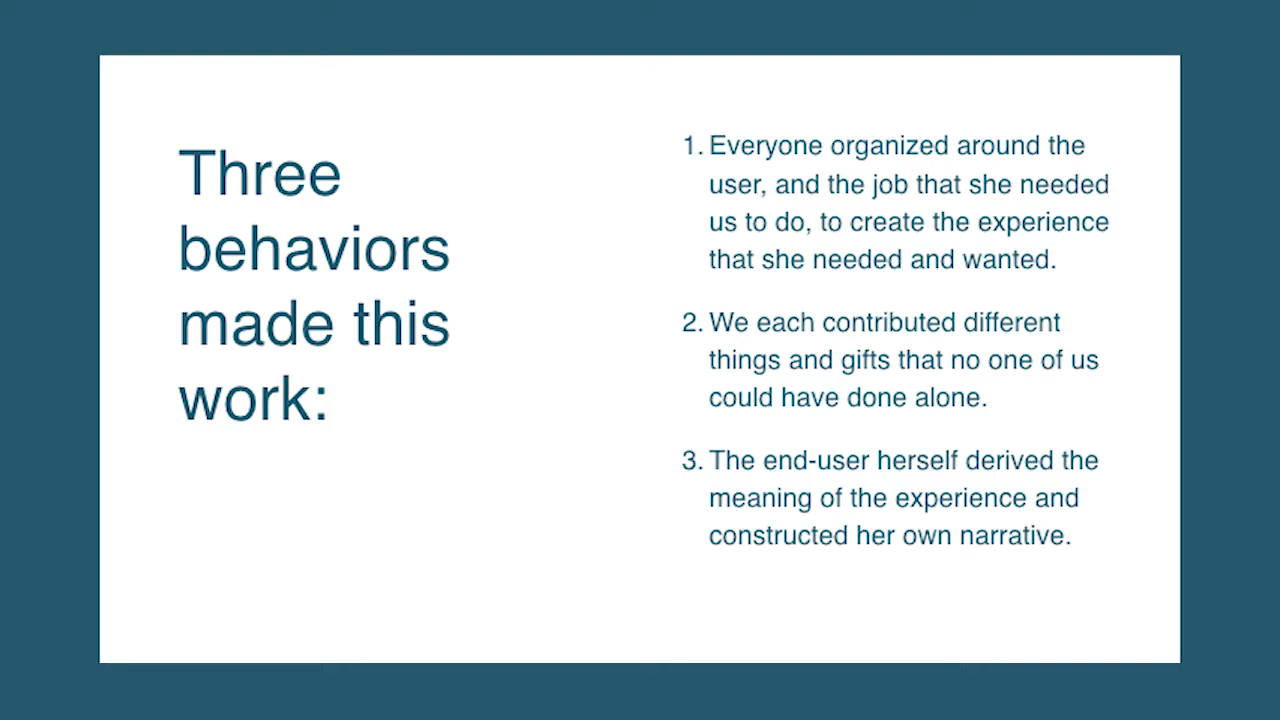 Three
behaviors
made this
work:
1. Everyone organized around the
user, and the job that she needed
us to do, to create the experience
that she needed and wanted.
2. We each contributed different
things and gifts that no one of us
could have done alone.
3. The end-user herself derived the
meaning of the experience and
constructed her own narrative.